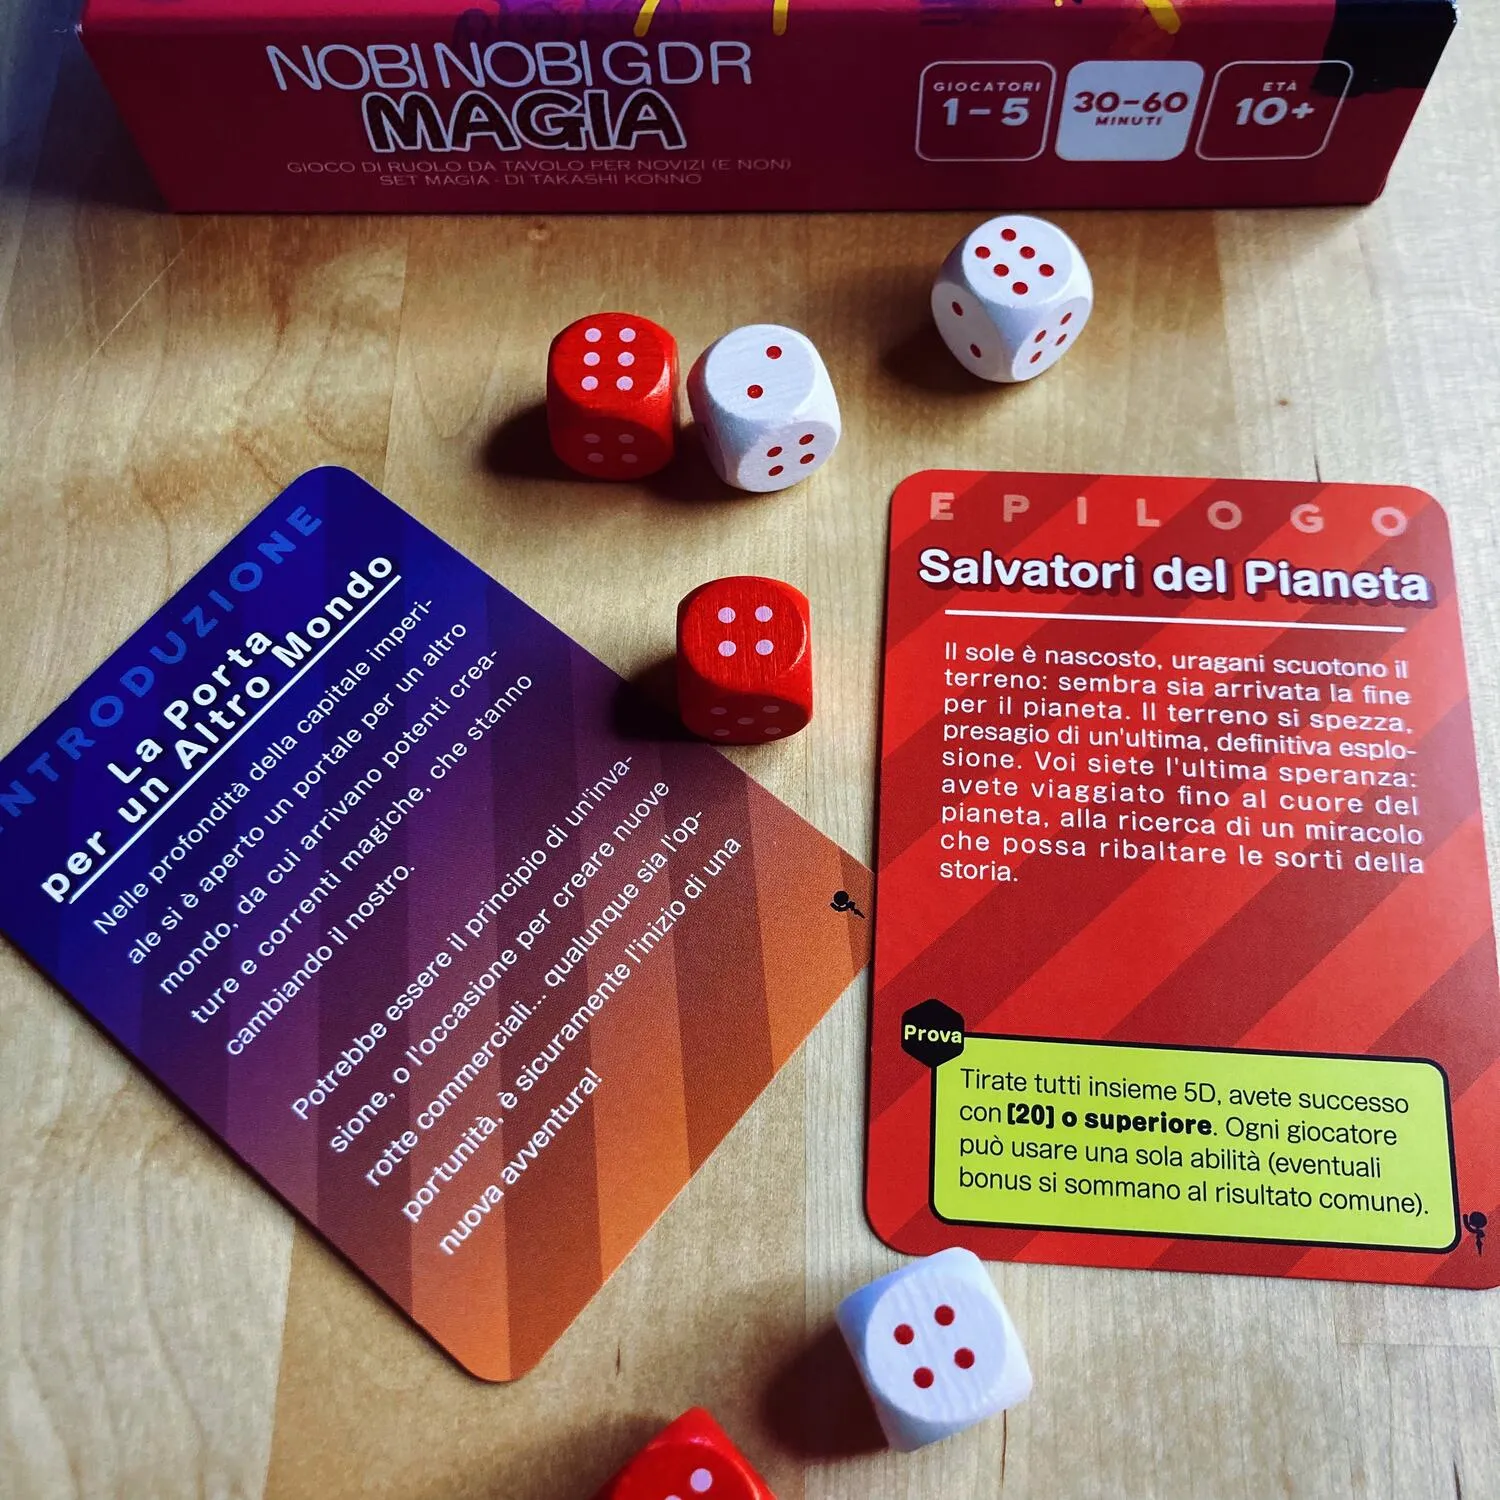 NOBI NOBI GDR
MAGIA
GIOCO DI RUOLO DA TAVOLO PER NOVIZI (E NON)
SET MAGIA - DI TAKASHI KONNO
GIOCATORI
1-5
30-60
MINUTI
ETÀ
10+
INTRODUZIONE
La Porta
per un Altro Mondo
Nelle profondità della capitale imperi-
ale si è aperto un portale per un altro
mondo, da cui arrivano potenti crea-
ture e correnti magiche, che stanno
cambiando il nostro.
Potrebbe essere il principio di un'inva-
sione, o l'occasione per creare nuove
rotte commerciali... qualunque sia l'op-
portunità, è sicuramente l'inizio di una
nuova avventura!
EPILOGO
Salvatori del Pianeta
Il sole è nascosto, uragani scuotono il
terreno: sembra sia arrivata la fine
per il pianeta. Il terreno si spezza,
presagio di un'ultima, definitiva esplo-
sione. Voi siete l'ultima speranza:
avete viaggiato fino al cuore del
pianeta, alla ricerca di un miracolo
che possa ribaltare le sorti della
storia.
Prova
Tirate tutti insieme 5D, avete successo
con [20] o superiore. Ogni giocatore
può usare una sola abilità (eventuali
bonus si sommano al risultato comune).